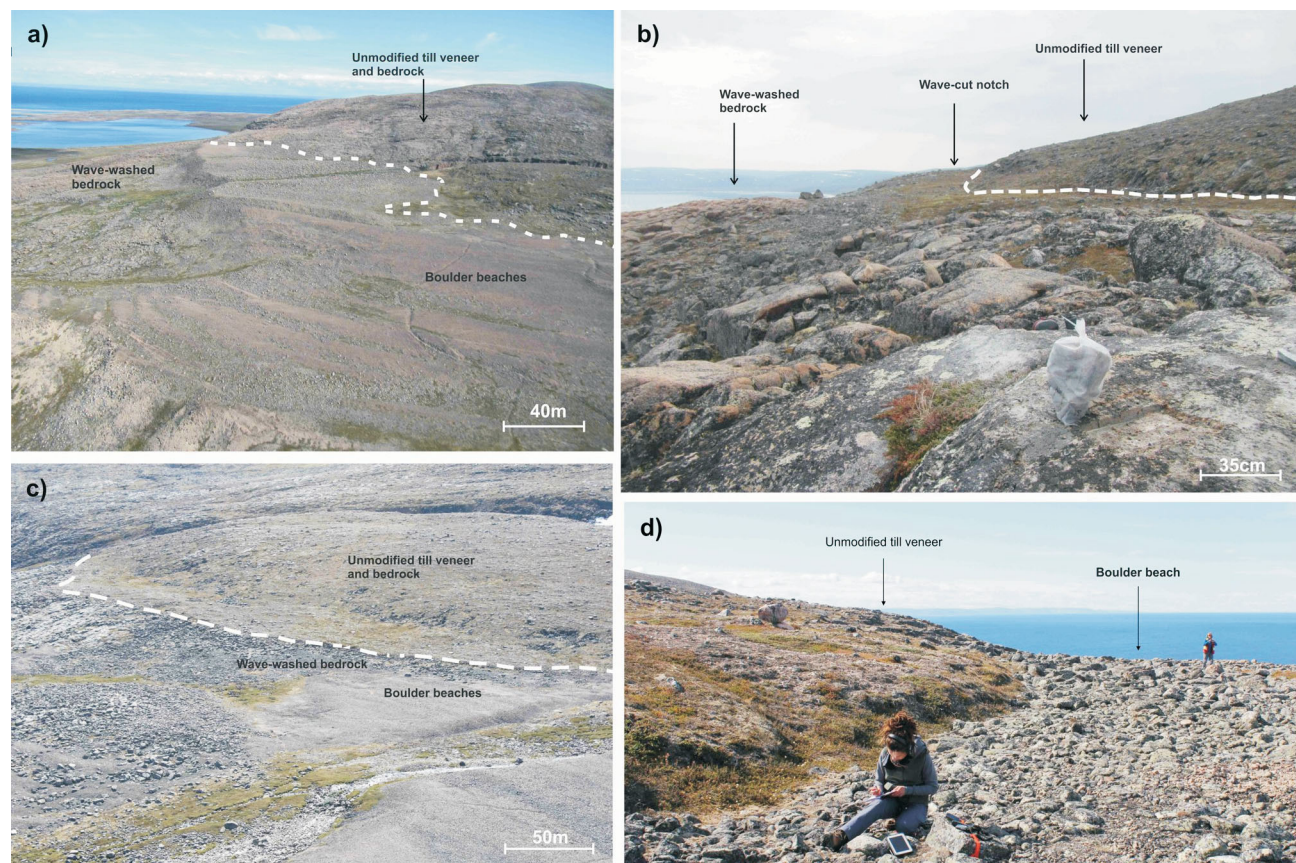 a)
Unmodified till veneer
and bedrock
Wave-washed
bedrock
Boulder beaches
40m
b)
Unmodified till veneer
Wave-cut notch
Wave-washed
bedrock
35cm
c)
Unmodified till veneer
and bedrock
Wave-washed bedrock
Boulder beaches
50m
d)
Unmodified till veneer
Boulder beach